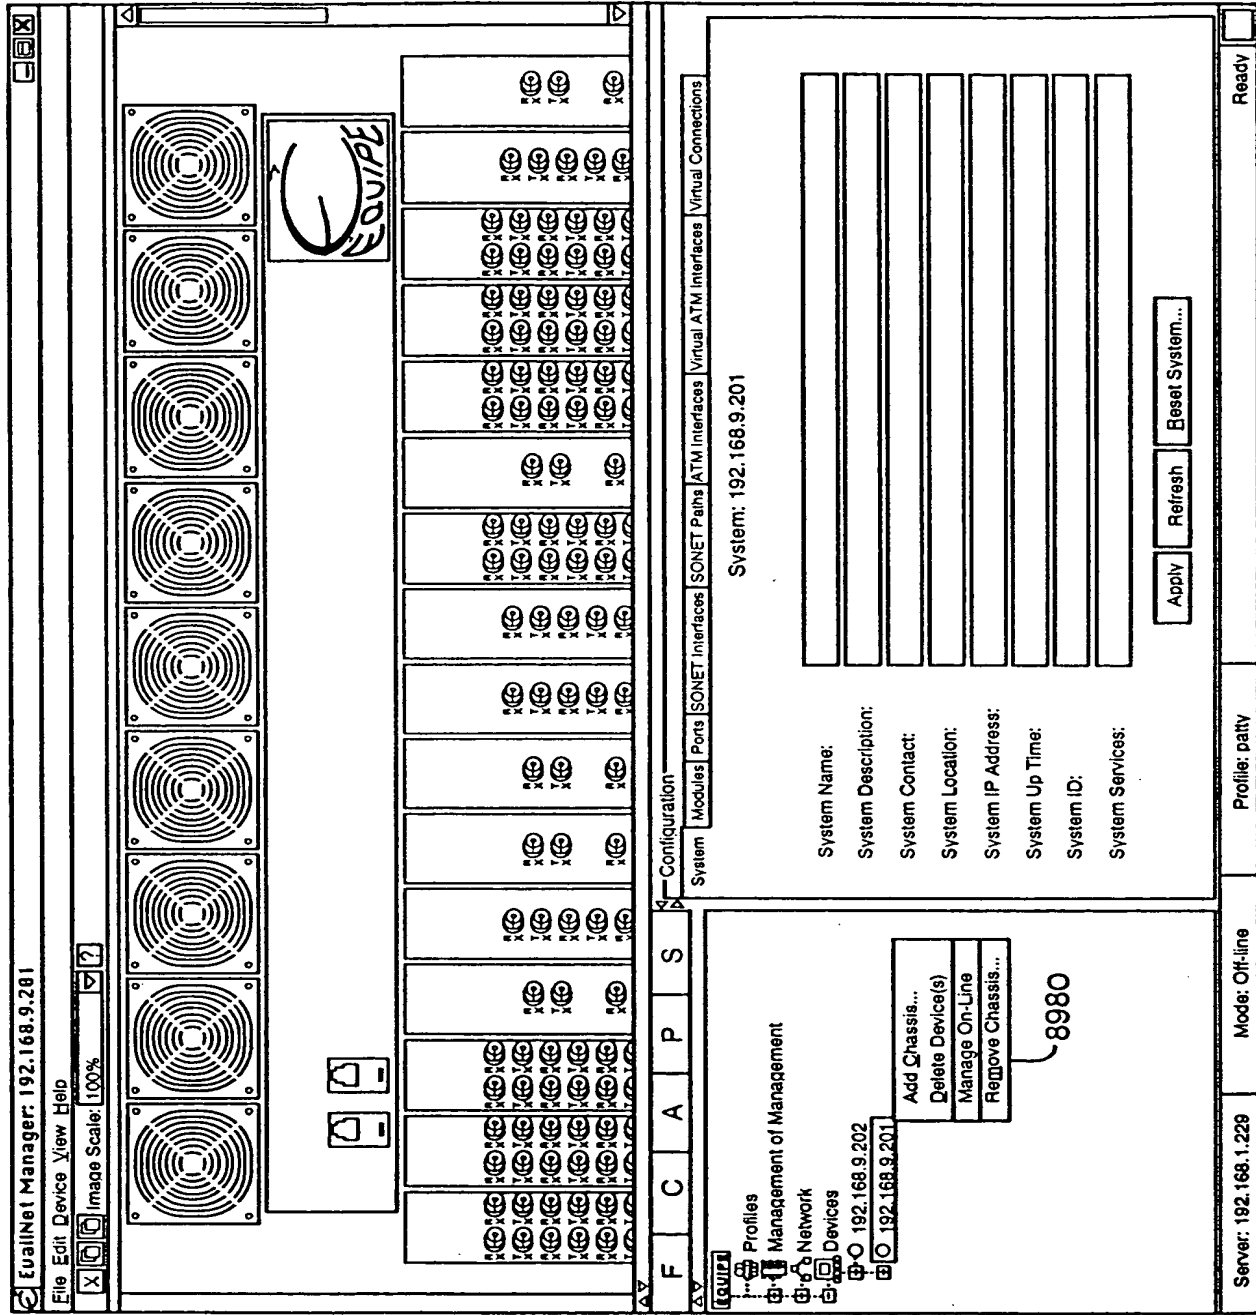 EualNet Manager: 192.168.9.201
File Edit Device View Help
X Image Scale: 100% ?
EQUIPE
F C A P S
EQUIPE
Profiles
Management of Management
Network
Devices
192.168.9.202
192.168.9.201
Add Chassis...
Delete Device(s)
Manage On-Line
Remove Chassis...
8980
Configuration
System Modules Ports SONET Interfaces SONET Paths ATM Interfaces Virtual ATM Interfaces Virtual Connections
System: 192.168.9.201
System Name:
System Description:
System Contact:
System Location:
System IP Address:
System Up Time:
System ID:
System Services:
Apply Refresh Beset System...
Server: 192.168.1.229 Mode: Off-line Profile: patty Ready